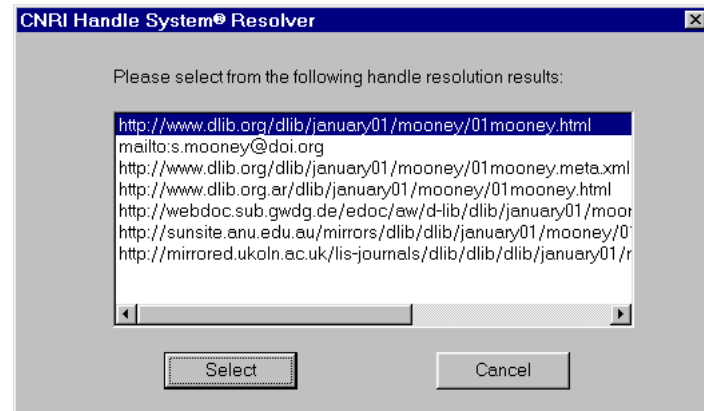 CNRI Handle System® Resolver
Please select from the following handle resolution results:
http://www.dlib.org/dlib/january01/mooney/01mooney.html
mailto:s.mooney@doi.org
http://www.dlib.org/dlib/january01/mooney/01mooney.meta.xml
http://www.dlib.org.ar/dlib/january01/mooney/01mooney.html
http://webdoc.sub.gwdg.de/edoc/aw/d-lib/dlib/january01/moor
http://sunsite.anu.edu.au/mirrors/dlib/dlib/january01/mooney/0
http://mirrored.ukoln.ac.uk/lis-journals/dlib/dlib/dlib/january01/
Select
Cancel